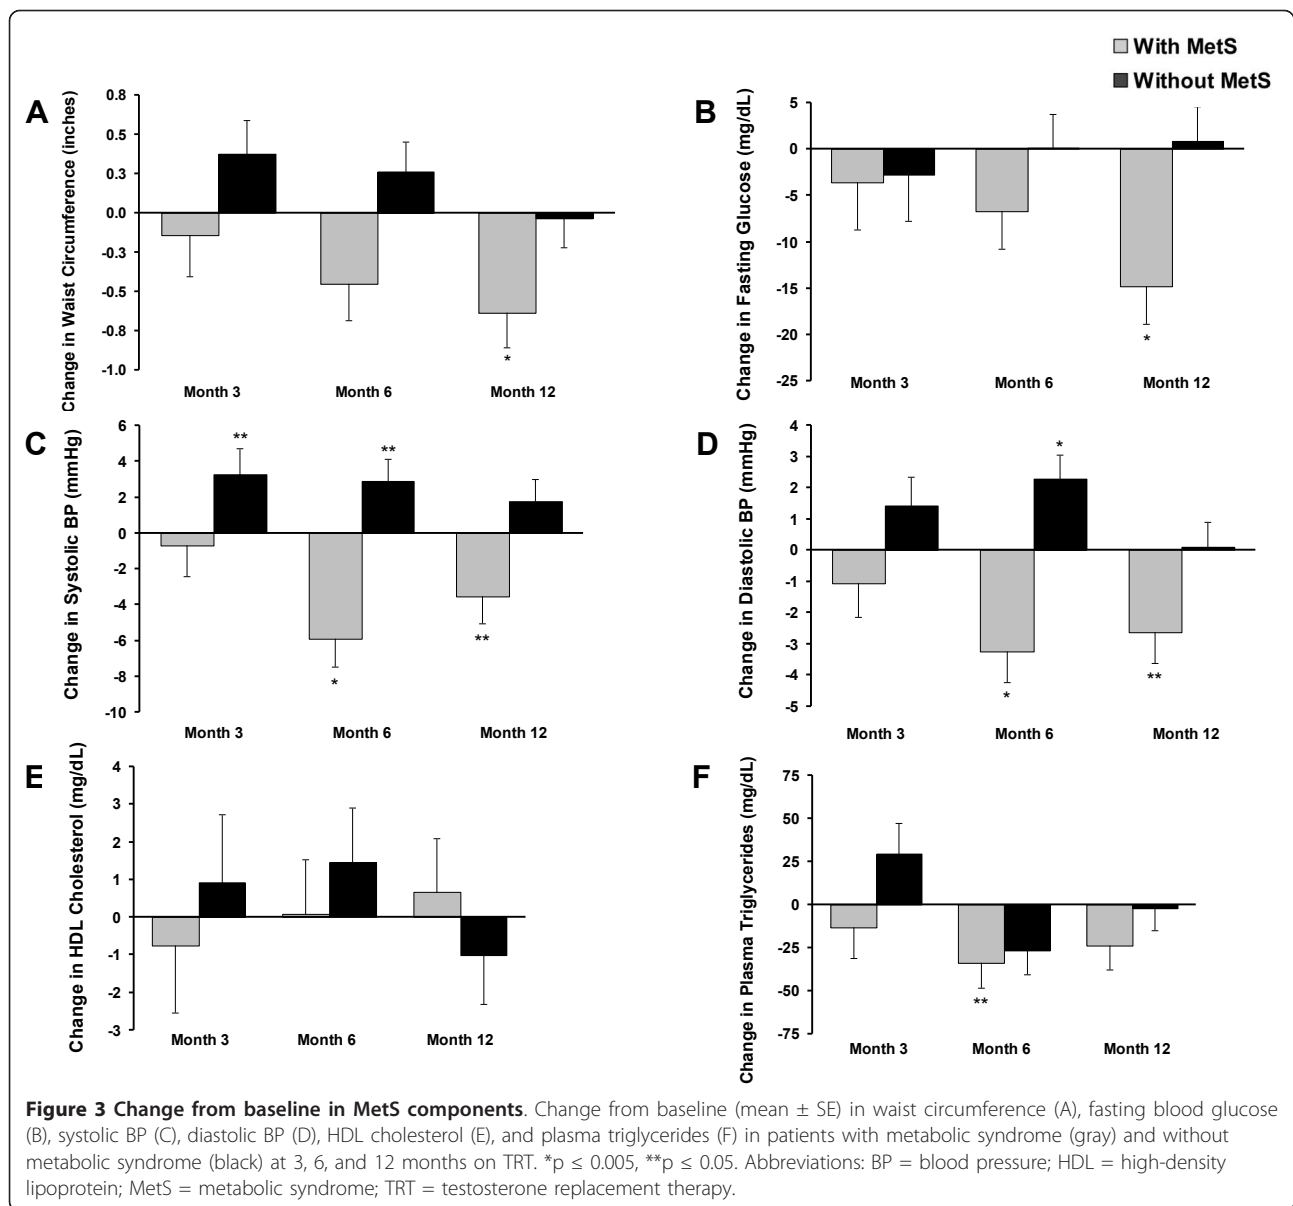 With MetS
Without MetS
A
Change in Waist Circumference (inches)
0.8
0.5
0.3
0.0
-0.3
-0.5
-0.8
-1.0
*
Month 3 Month 6 Month 12
B
Change in Fasting Glucose (mg/dL)
5
0
-5
-10
-15
-20
-25
*
Month 3 Month 6 Month 12
C
Change in Systolic BP (mmHg)
6
4
2
0
-2
-4
-6
-8
-10
** **
* **
Month 3 Month 6 Month 12
D
Change in Diastolic BP (mmHg)
4
3
2
1
0
-1
-2
-3
-4
-5
*
* **
Month 3 Month 6 Month 12
E
Change in HDL Cholesterol (mg/dL)
4
3
2
1
0
-1
-2
-3
Month 3 Month 6 Month 12
F
Change in Plasma Triglycerides (mg/dL)
75
50
25
0
-25
-50
-75
**
Month 3 Month 6 Month 12
Figure 3 Change from baseline in MetS components. Change from baseline (mean ± SE) in waist circumference (A), fasting blood glucose
(B), systolic BP (C), diastolic BP (D), HDL cholesterol (E), and plasma triglycerides (F) in patients with metabolic syndrome (gray) and without
metabolic syndrome (black) at 3, 6, and 12 months on TRT. *p ≤ 0.005, **p ≤ 0.05. Abbreviations: BP = blood pressure; HDL = high-density
lipoprotein; MetS = metabolic syndrome; TRT = testosterone replacement therapy.